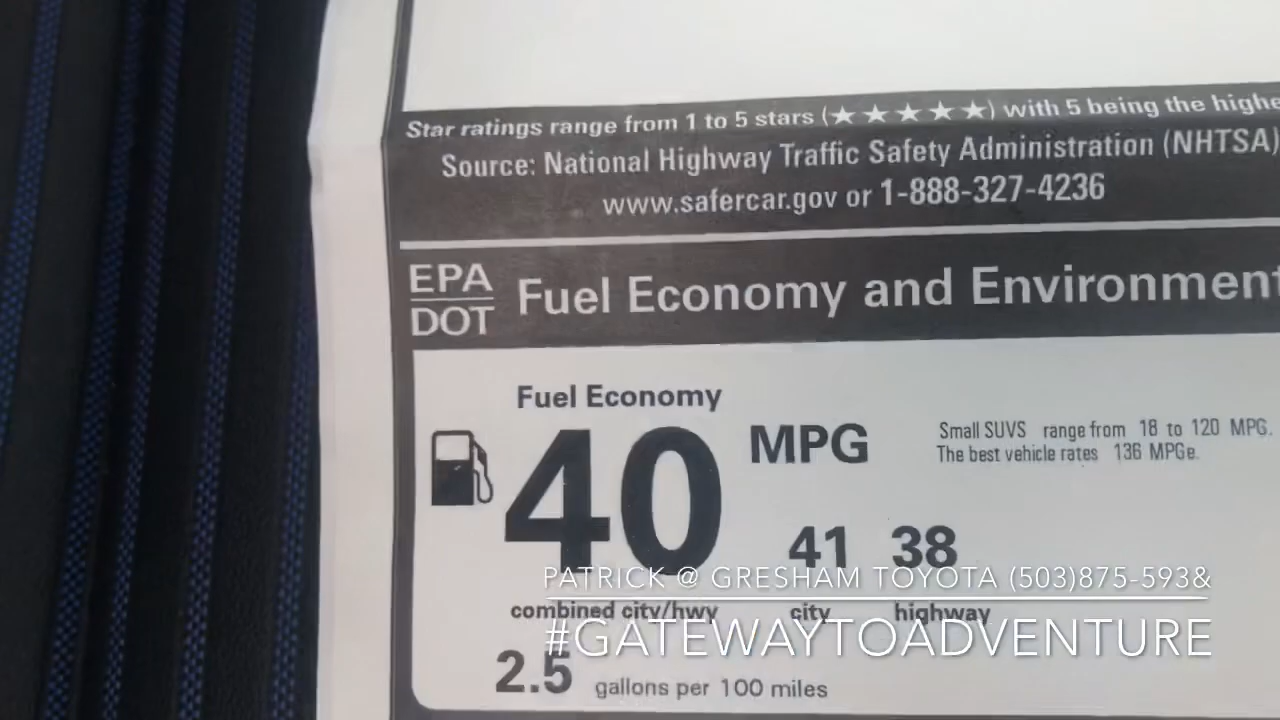 Star ratings range from 1 to 5 stars (★★★★★) with 5 being the highe
Source: National Highway Traffic Safety Administration (NHTSA)
www.safercar.gov or 1-888-327-4236
EPA
DOT
Fuel Economy and Environment
Fuel Economy
40 MPG
Small SUVS range from 18 to 120 MPG.
The best vehicle rates 136 MPGe.
41 38
PATRICK @ GRESHAM TOYOTA (503)875-593&
combined city/hwy city highway
#GATEWAYTOADVENTURE
2.5 gallons per 100 miles